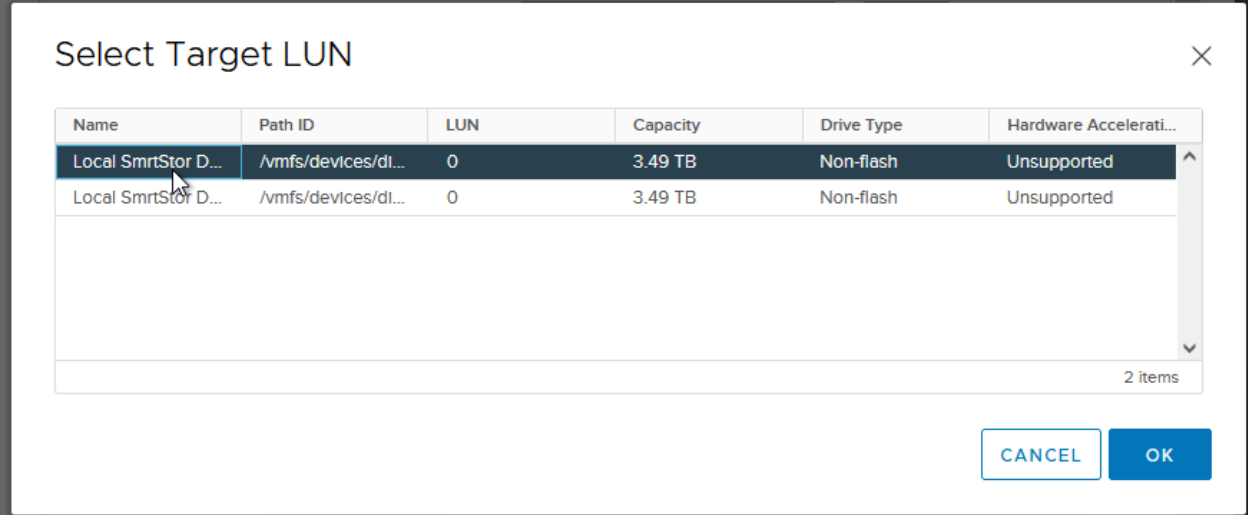 Select Target LUN
Name Path ID LUN Capacity Drive Type Hardware Accelerati...
Local SmrtStor D... /vmfs/devices/di... 0 3.49 TB Non-flash Unsupported
Local SmrtStor D... /vmfs/devices/di... 0 3.49 TB Non-flash Unsupported
2 items
CANCEL OK